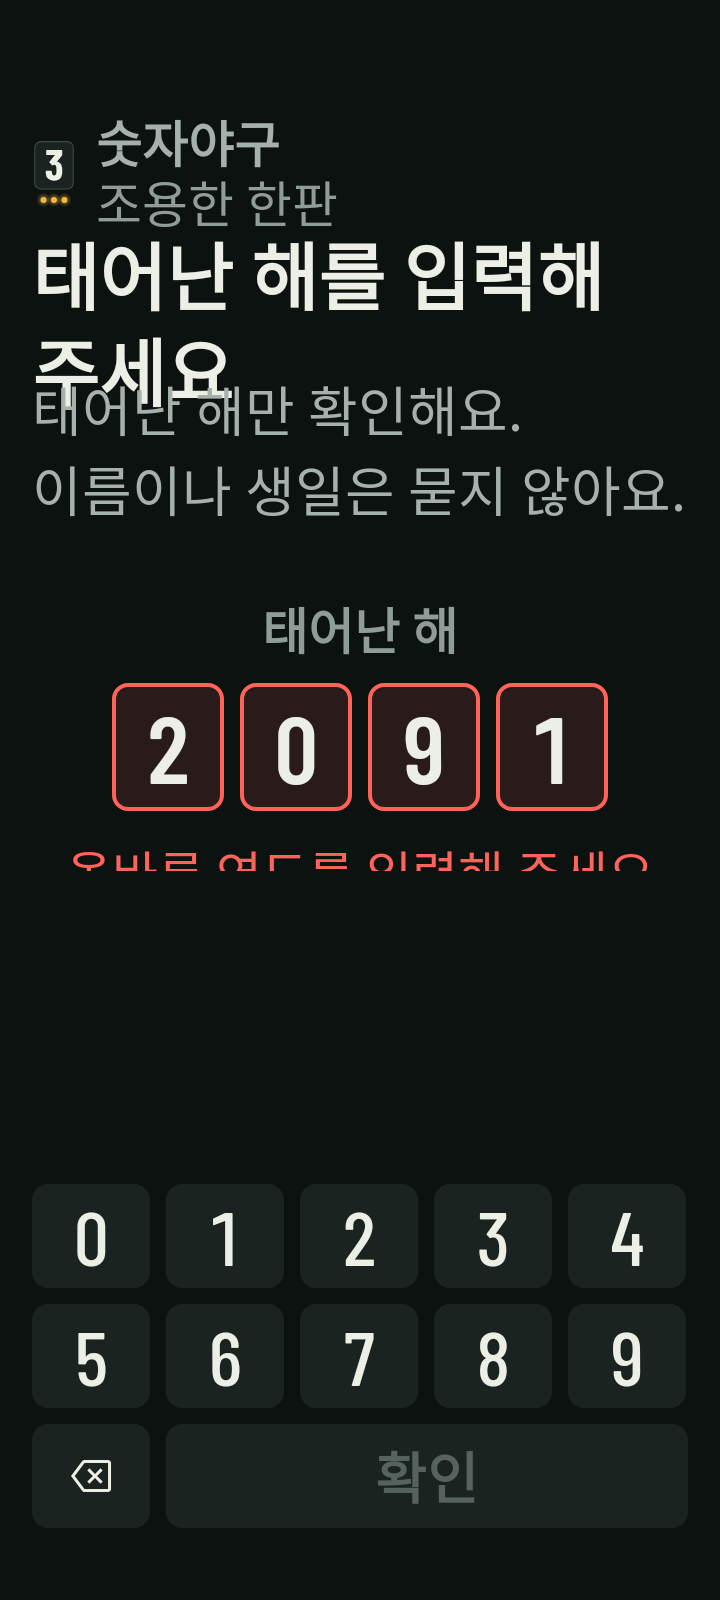 3
숫자야구
조용한 한판
태어난 해를 입력해
주세요
태어난 해만 확인해요.
이름이나 생일은 묻지 않아요.
태어난 해
2 0 9 1
0 1 2 3 4
5 6 7 8 9
확인